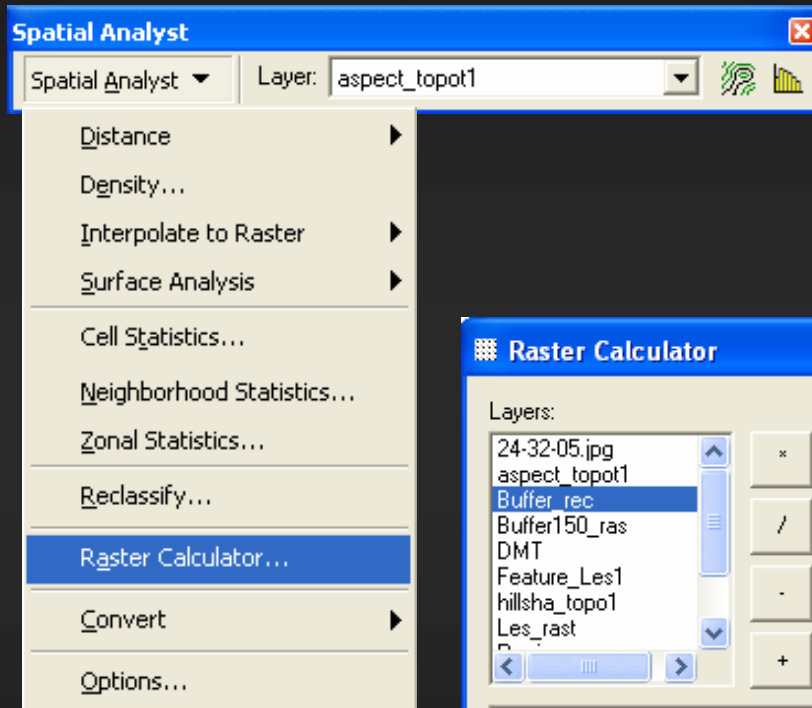 Spatial Analyst
Spatial Analyst Layer: aspect_topot1
Distance
Density...
Interpolate to Raster
Surface Analysis
Cell Statistics...
Neighborhood Statistics...
Zonal Statistics...
Reclassify...
Raster Calculator...
Convert
Options...
Raster Calculator
Layers:
24-32-05.jpg
aspect_topot1
Buffer_rec
Buffer150_ras
DMT
Feature_Les1
hillsha_topo1
Les_rast
*
/
-
+